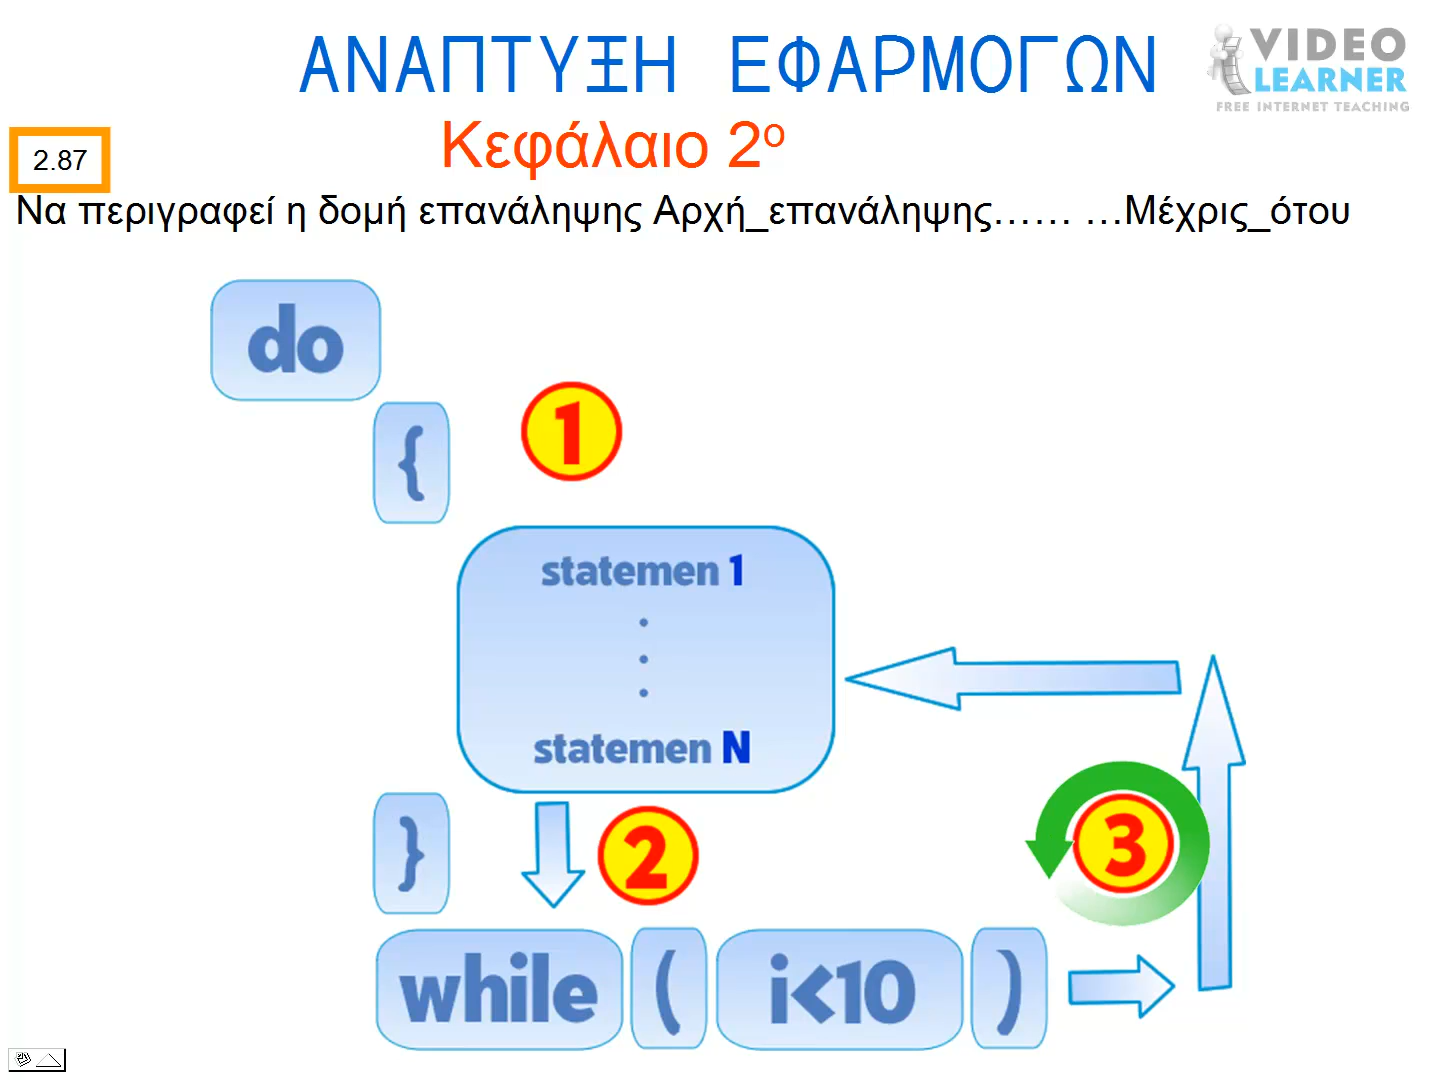 ΑΝΑΠΤΥΞΗ ΕΦΑΡΜΟΓΩΝ
VIDEO
LEARNER
FREE INTERNET TEACHING
Κεφάλαιο 2ο
2.87
Να περιγραφεί η δομή επανάληψης Αρχή_επανάληψης…… …Μέχρις_ότου
do
{
1
statemen 1
.
.
.
statemen N
}
2
3
while ( i<10 )